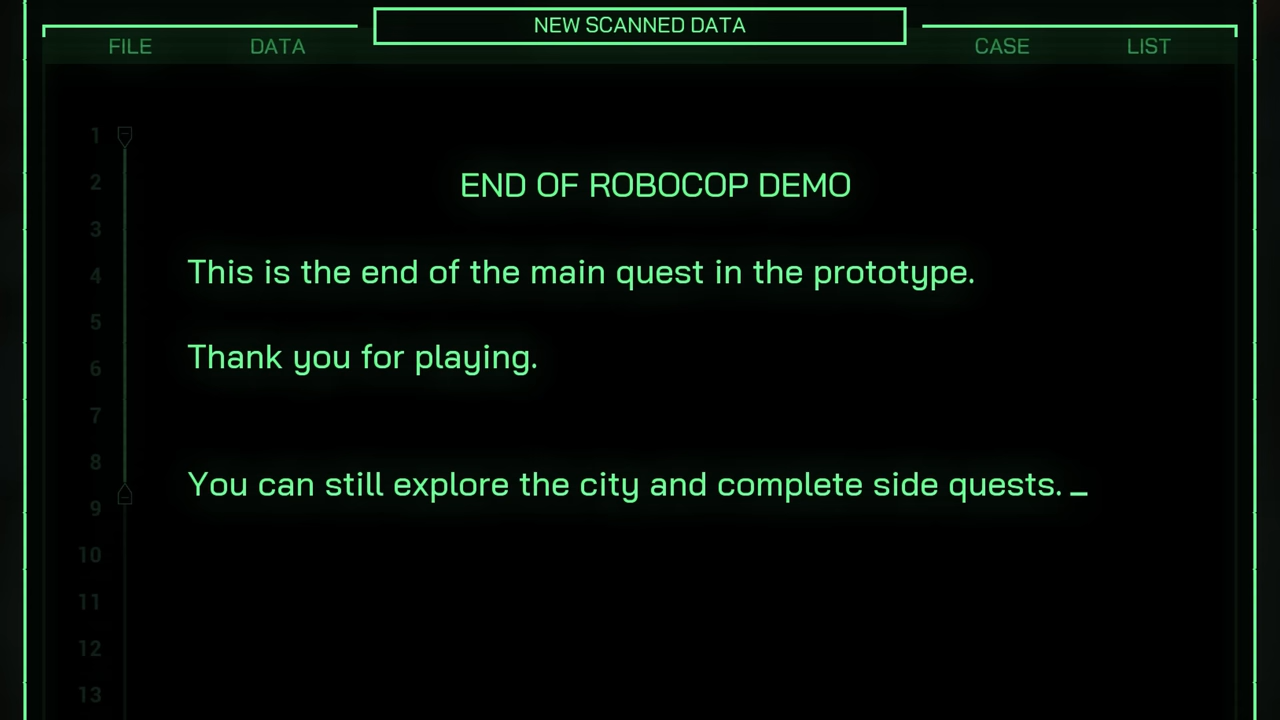 NEW SCANNED DATA
FILE DATA CASE LIST
1
2
END OF ROBOCOP DEMO
3
4
This is the end of the main quest in the prototype.
5
6
Thank you for playing.
7
8
You can still explore the city and complete side quests. _
9
10
11
12
13